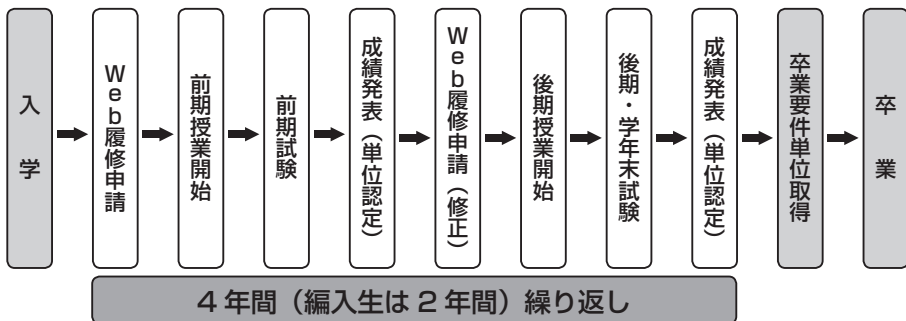 入学
Web履修申請
前期授業開始
前期試験
成績発表（単位認定）
Web履修申請（修正）
後期授業開始
後期・学年末試験
成績発表（単位認定）
卒業要件単位取得
卒業
4年間（編入生は2年間）繰り返し